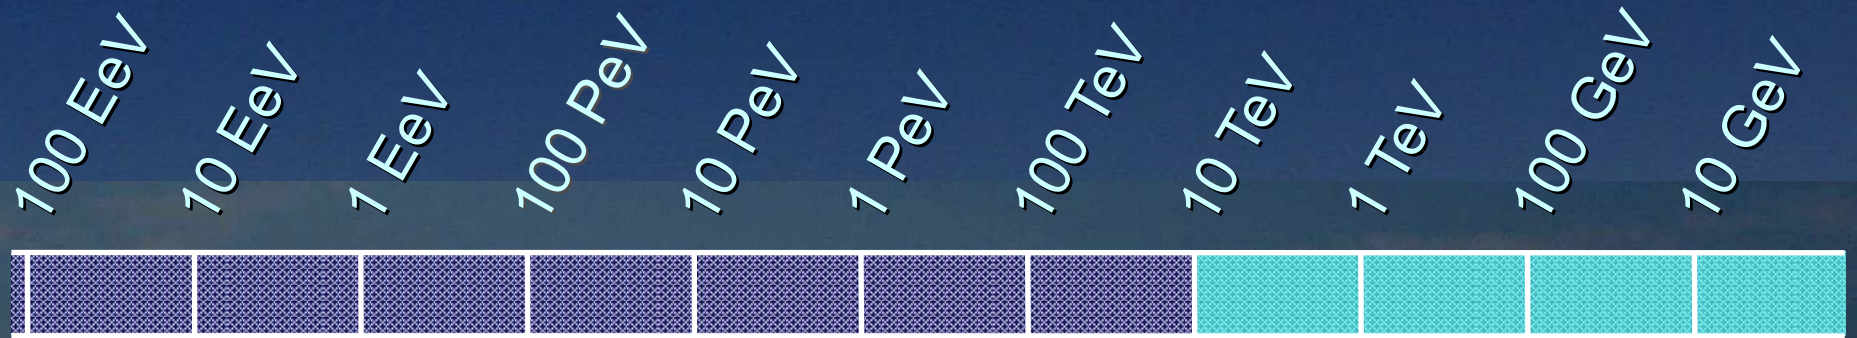 100 EeV
10 EeV
1 EeV
100 PeV
10 PeV
1 PeV
100 TeV
10 TeV
1 TeV
100 GeV
10 GeV